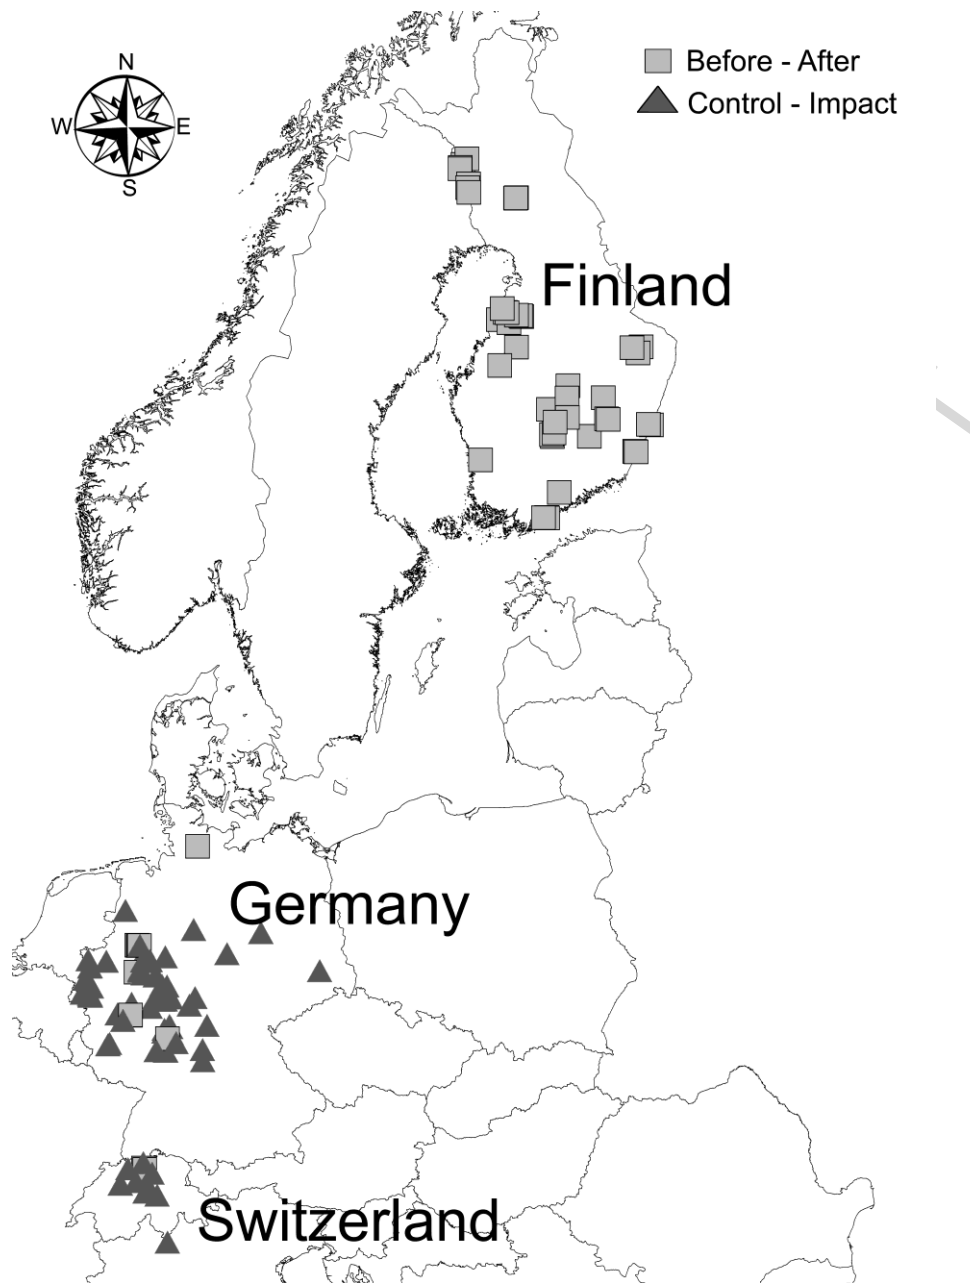 N
W E
S
Before - After
Control - Impact
Finland
Germany
Switzerland